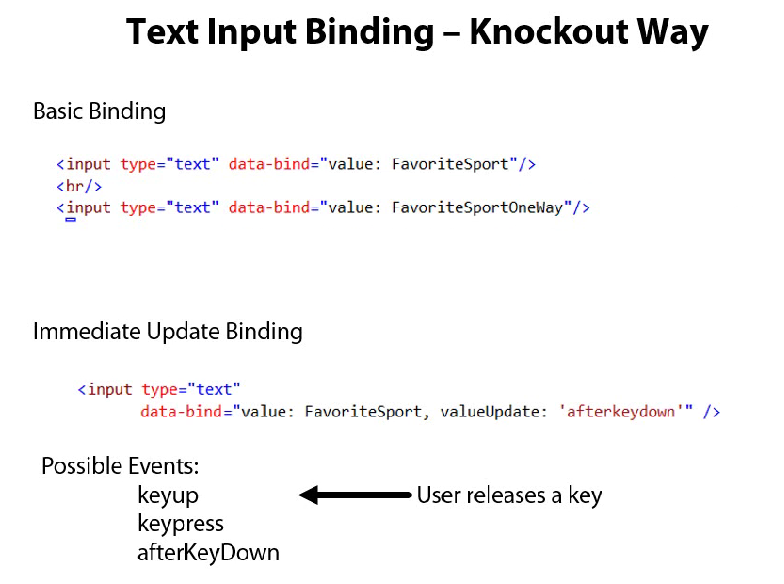 Text Input Binding – Knockout Way
Basic Binding
<input type="text" data-bind="value: FavoriteSport"/>
<br/>
<input type="text" data-bind="value: FavoriteSportOneWay"/>
Immediate Update Binding
<input type="text"
data-bind="value: FavoriteSport, valueUpdate: 'afterkeydown'" />
Possible Events:
keyup User releases a key
keypress
afterKeyDown